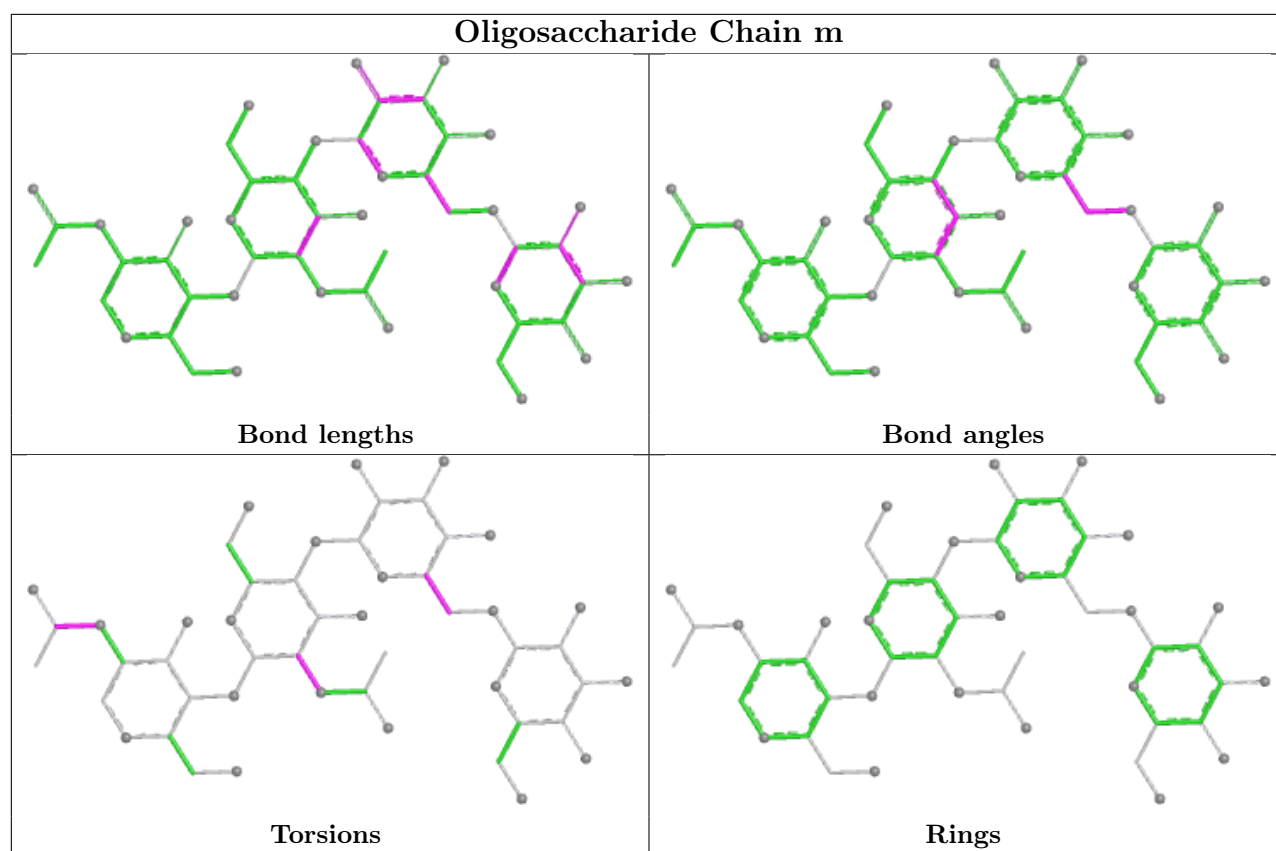 Oligosaccharide Chain m
Bond lengths
Bond angles
Torsions
Rings